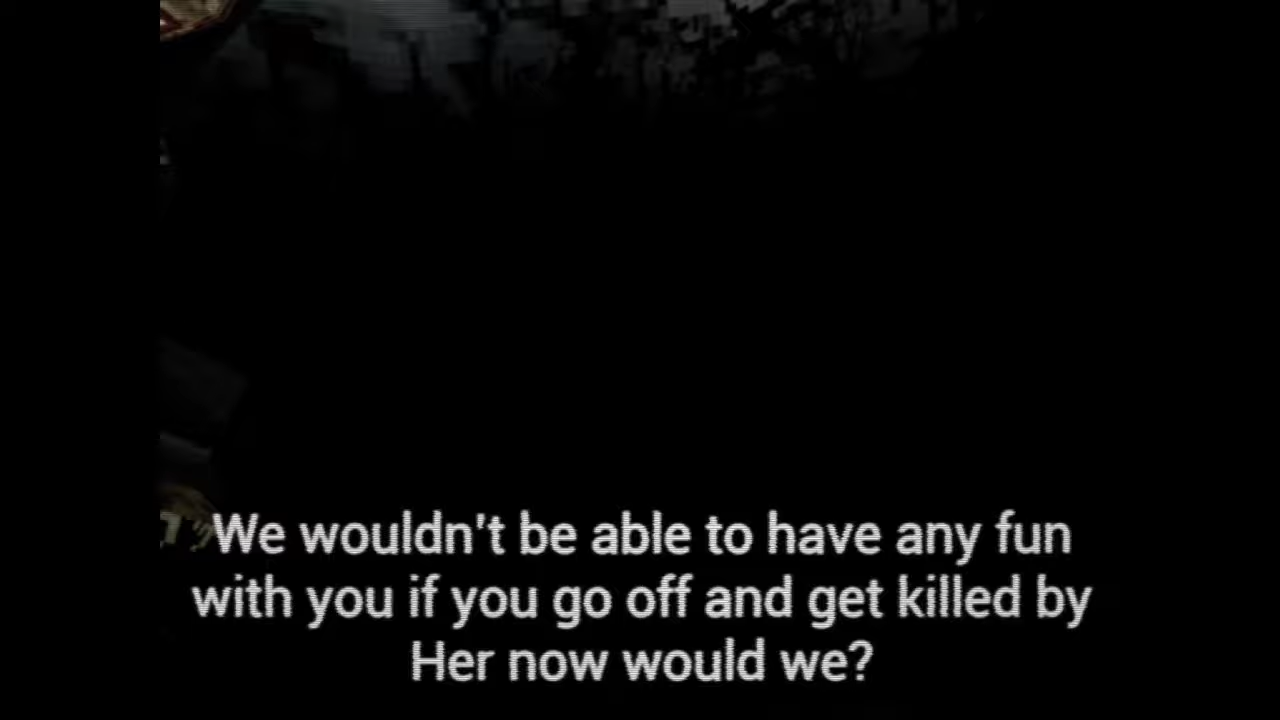 We wouldn't be able to have any fun
with you if you go off and get killed by
Her now would we?